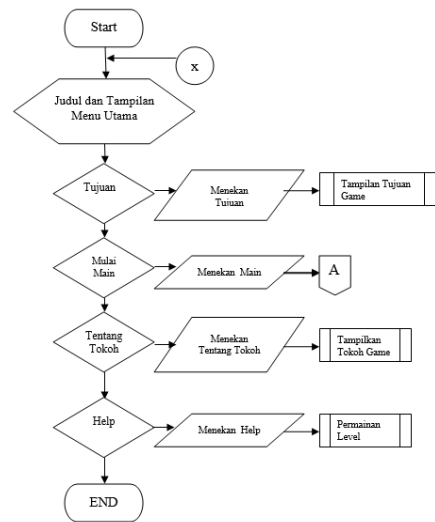 Start
x
Judul dan Tampilan
Menu Utama
Tujuan
Menekan
Tujuan
Tampilan Tujuan
Game
Mulai
Main
Menekan Main
A
Tentang
Tokoh
Menekan
Tentang Tokoh
Tampilkan
Tokoh Game
Help
Menekan Help
Permainan
Level
END